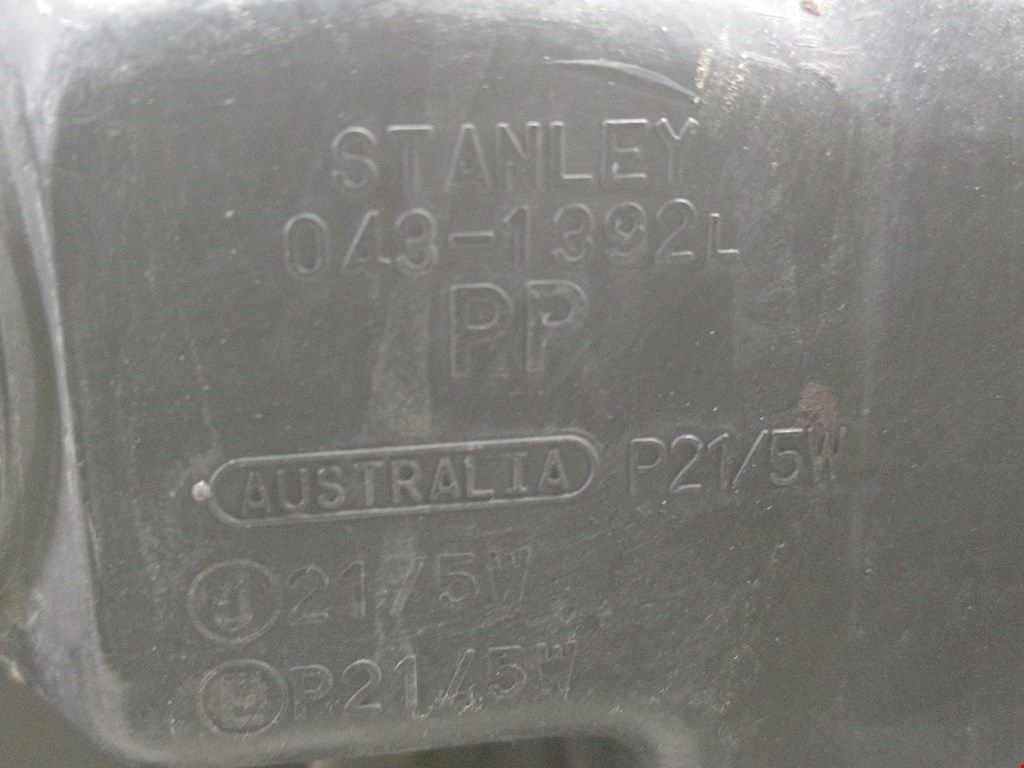 STANLEY
043-1392L
PP
AUSTRALIA P21/5W
J 21/5W
P21/5W